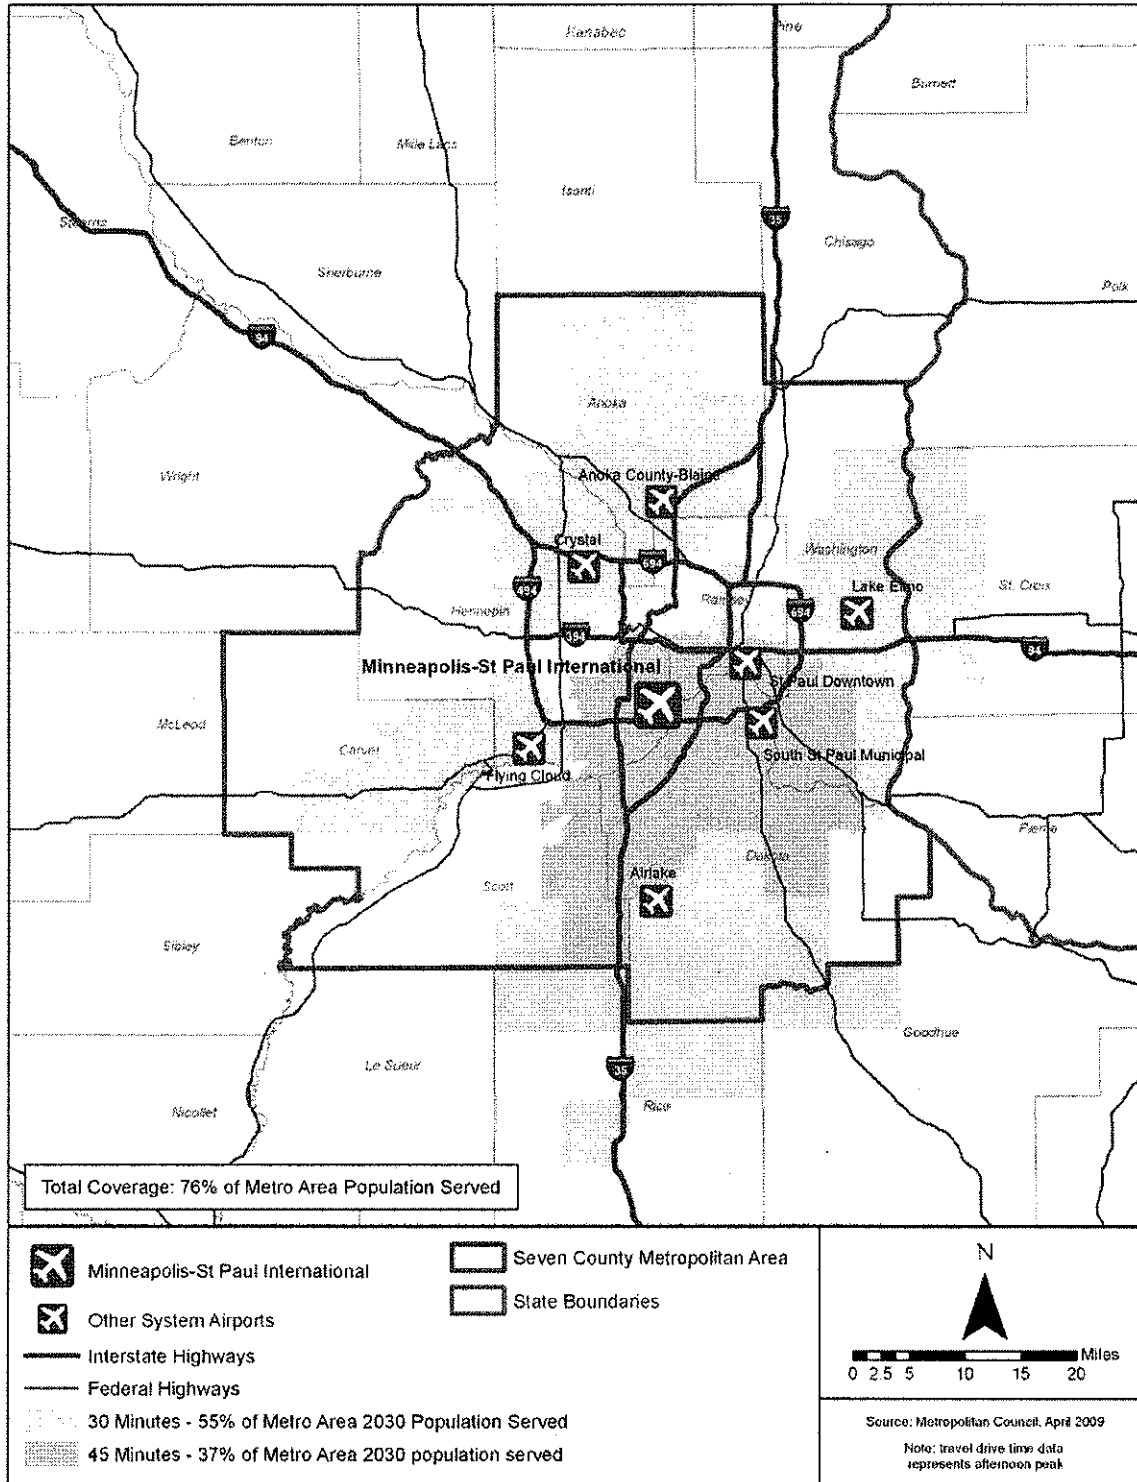 Kanabec
Pine
Burnett
Benton
Mille Lacs
Isanti
Stearns
35
Chisago
Sherburne
Polk
94
Anoka
Wright
Anoka County-Blaine
Crystal
Washington
694
494
Lake Elmo
St. Croix
Hennepin
Ramsey
494
394
94
Minneapolis-St Paul International
St Paul Downtown
McLeod
Carver
South St Paul Municipal
Flying Cloud
Pierce
Dakota
Airlake
Scott
Sibley
Goodhue
Le Sueur
35
Nicollet
Rice
Total Coverage: 76% of Metro Area Population Served
Minneapolis-St Paul International
Other System Airports
Interstate Highways
Federal Highways
30 Minutes - 55% of Metro Area 2030 Population Served
45 Minutes - 37% of Metro Area 2030 population served
Seven County Metropolitan Area
State Boundaries
N
Miles
0 2.5 5 10 15 20
Source: Metropolitan Council, April 2009
Note: travel drive time data
represents afternoon peak